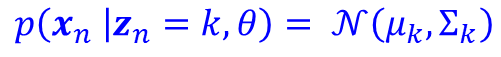 p(𝒙ₙ |𝒛ₙ = k, θ) = 𝒩(μₖ, Σₖ)